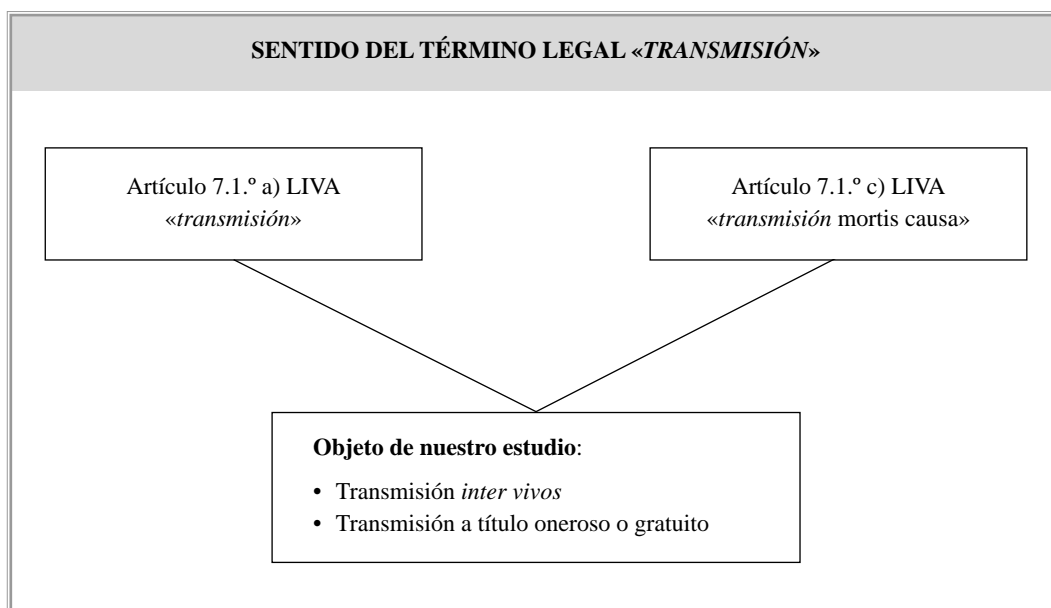 SENTIDO DEL TÉRMINO LEGAL «TRANSMISIÓN»
Artículo 7.1.º a) LIVA
«transmisión»
Artículo 7.1.º c) LIVA
«transmisión mortis causa»
Objeto de nuestro estudio:
• Transmisión inter vivos
• Transmisión a título oneroso o gratuito